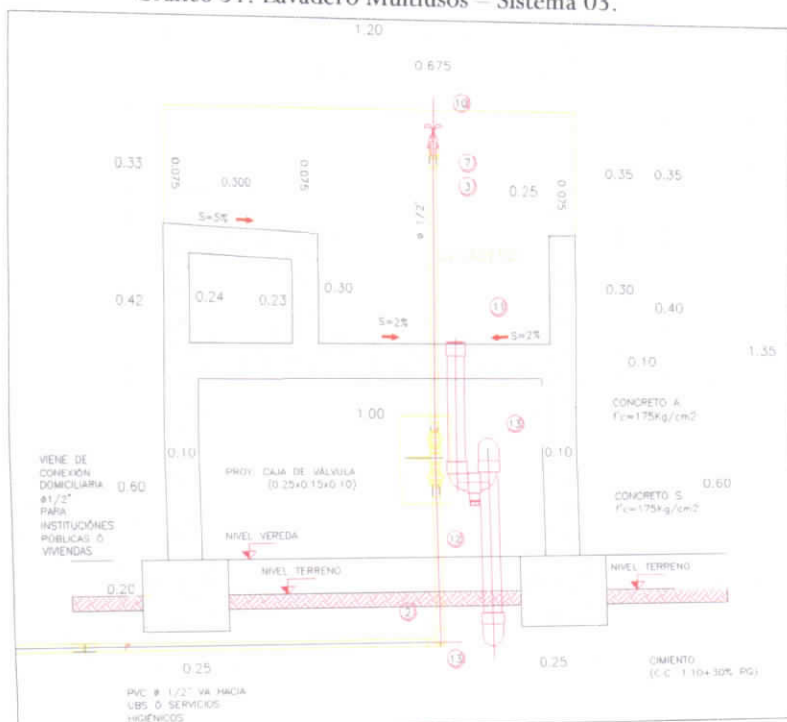 Lavadero Multiusos – Sistema 03.
1.20
0.675
10
0.33
0.075
0.300
0.075
7
3
0.25
0.075
0.35 0.35
ø 1/2"
S=5%
0.42
0.24
0.23
0.30
11
0.30
0.40
S=2%
S=2%
1.35
0.10
1.00
13
CONCRETO A
f'c=175Kg/cm2
VIENE DE
CONEXIÓN
DOMICILIARIA
ø1/2"
PARA
INSTITUCIÓNES
PÚBLICAS Ó
VIVIENDAS
0.60
0.10
PROY. CAJA DE VÁLVULA
(0.25x0.15x0.10)
0.10
CONCRETO S
f'c=175Kg/cm2
0.60
NIVEL VEREDA
12
NIVEL TERRENO
NIVEL TERRENO
0.20
2
13
0.25
0.25
CIMIENTO
(C.C. 1:10+30% PG)
PVC ø 1/2" VA HACIA
UBS Ó SERVICIOS
HIGIÉNICOS